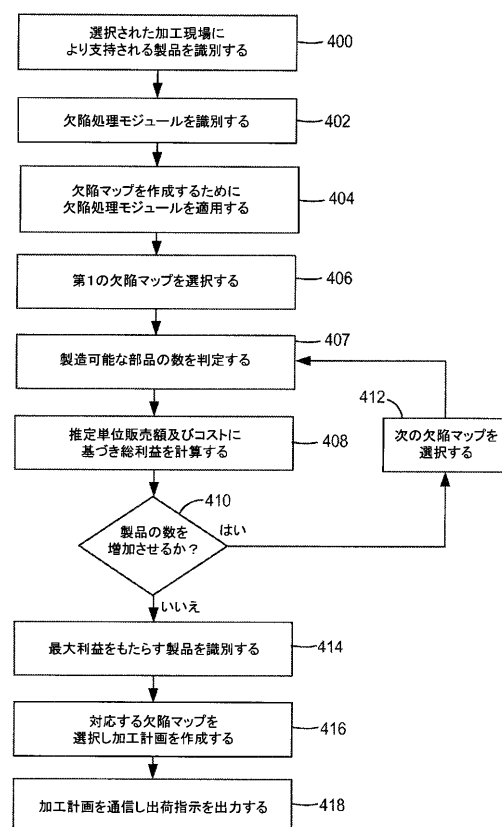 選択された加工現場に
より支持される製品を識別する
400
欠陥処理モジュールを識別する
402
欠陥マップを作成するために
欠陥処理モジュールを適用する
404
第1の欠陥マップを選択する
406
407
製造可能な部品の数を判定する
412
推定単位販売額及びコストに
基づき総利益を計算する
408
次の欠陥マップを
選択する
410
製品の数を
増加させるか?
はい
いいえ
最大利益をもたらす製品を識別する
414
対応する欠陥マップを
選択し加工計画を作成する
416
加工計画を通信し出荷指示を出力する
418